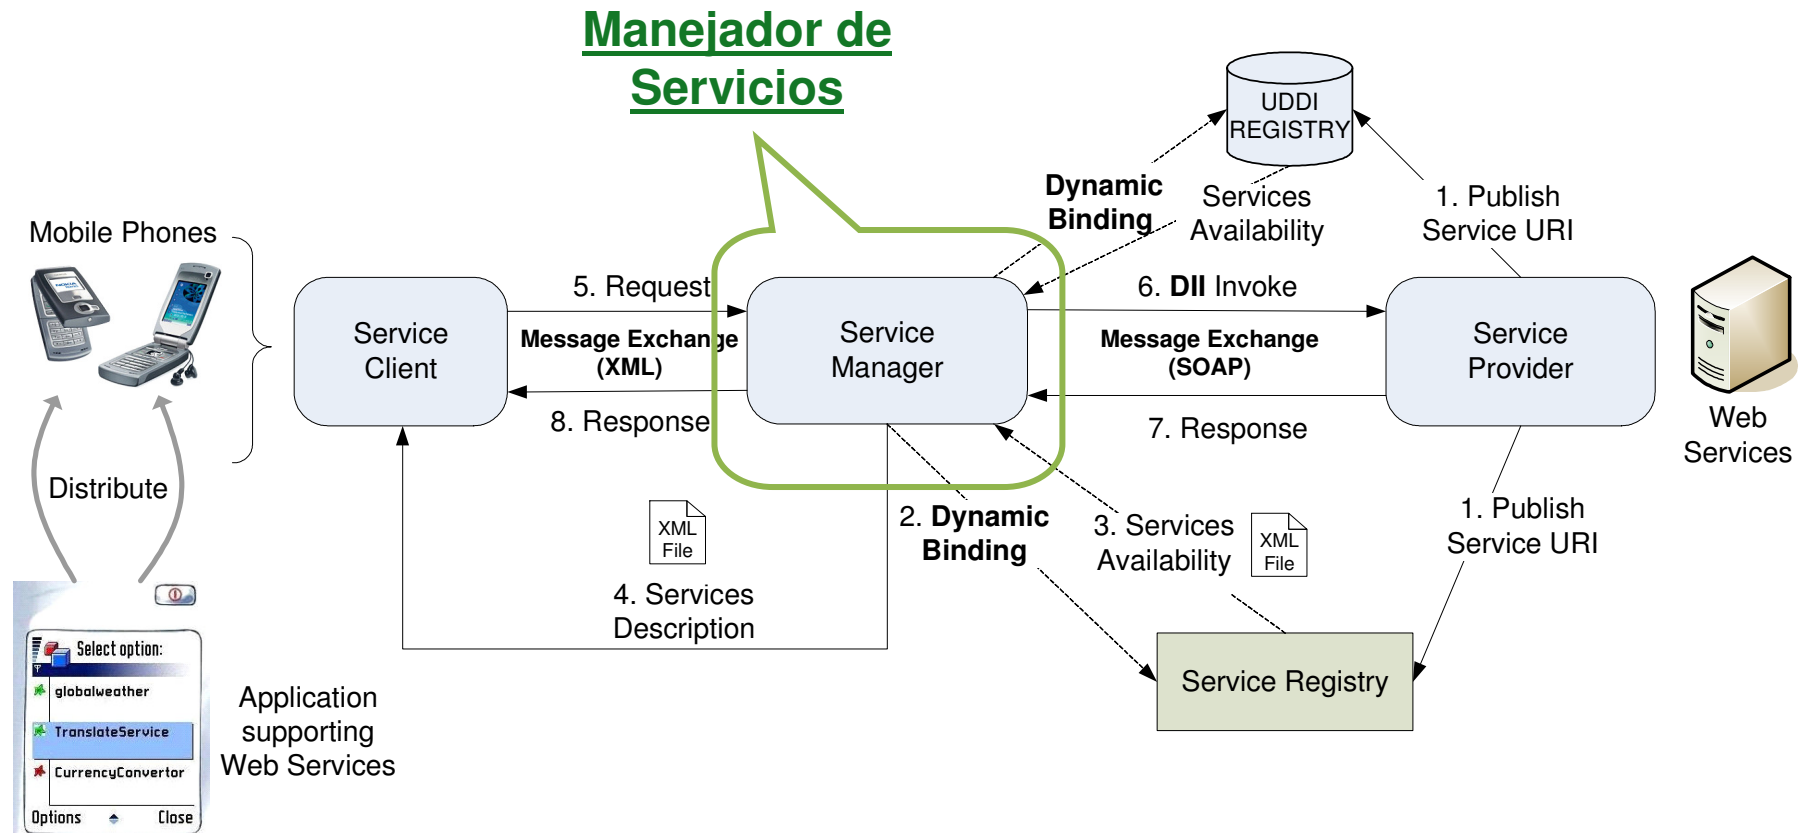 Manejador de
Servicios
UDDI
REGISTRY
Dynamic
Binding
Services
Availability
1. Publish
Service URI
Mobile Phones
NOKIA
5. Request
6. DII Invoke
Service
Client
Message Exchange
(XML)
Service
Manager
Message Exchange
(SOAP)
Service
Provider
8. Response
7. Response
Web
Services
Distribute
XML
File
2. Dynamic
Binding
3. Services
Availability
XML
File
1. Publish
Service URI
4. Services
Description
Select option:
globalweather
TranslateService
CurrencyConvertor
Options
Close
Application
supporting
Web Services
Service Registry